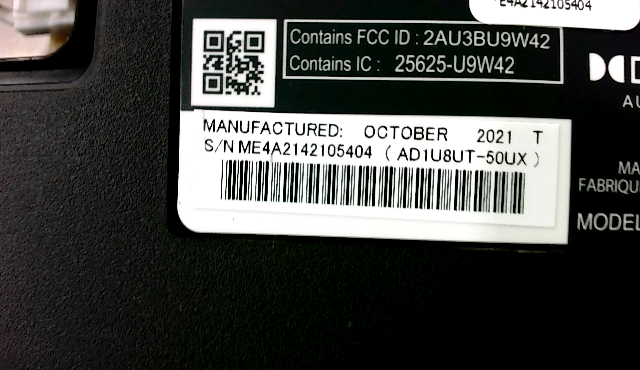 E4A2142105404
Contains FCC ID : 2AU3BU9W42
Contains IC : 25625-U9W42
AU
MANUFACTURED: OCTOBER 2021 T
S/N ME4A2142105404 ( AD1U8UT-50UX )
MA
FABRIQU
MODEL